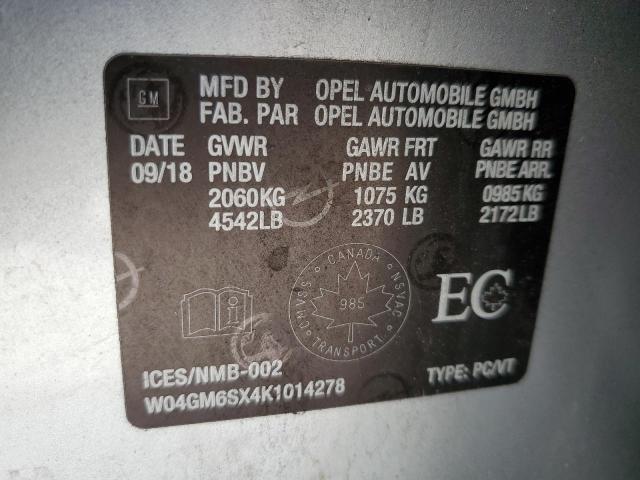 GM
MFD BY OPEL AUTOMOBILE GMBH
FAB. PAR OPEL AUTOMOBILE GMBH
DATE GVWR GAWR FRT GAWR RR
09/18 PNBV PNBE AV PNBE ARR.
2060KG 1075 KG 0985KG
4542LB 2370 LB 2172LB
CANADA
NSVAC
TRANSPORT
CMVSS
985
EC
i
ICES/NMB-002 TYPE: PC/VT
W04GM6SX4K1014278